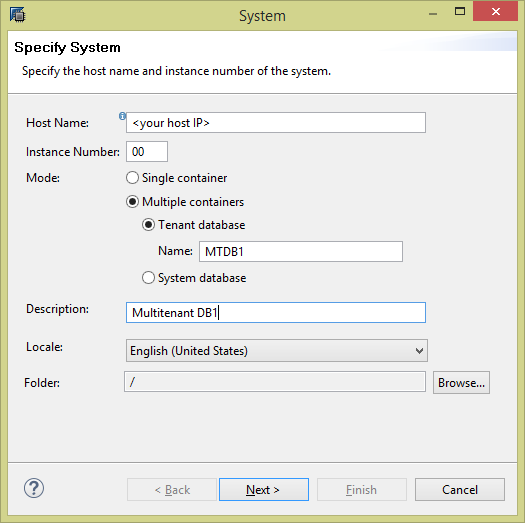 System
Specify System
Specify the host name and instance number of the system.
Host Name: <your host IP>
Instance Number: 00
Mode: Single container
Multiple containers
Tenant database
Name: MTDB1
System database
Description: Multitenant DB1
Locale: English (United States)
Folder: / Browse...
? < Back Next > Finish Cancel